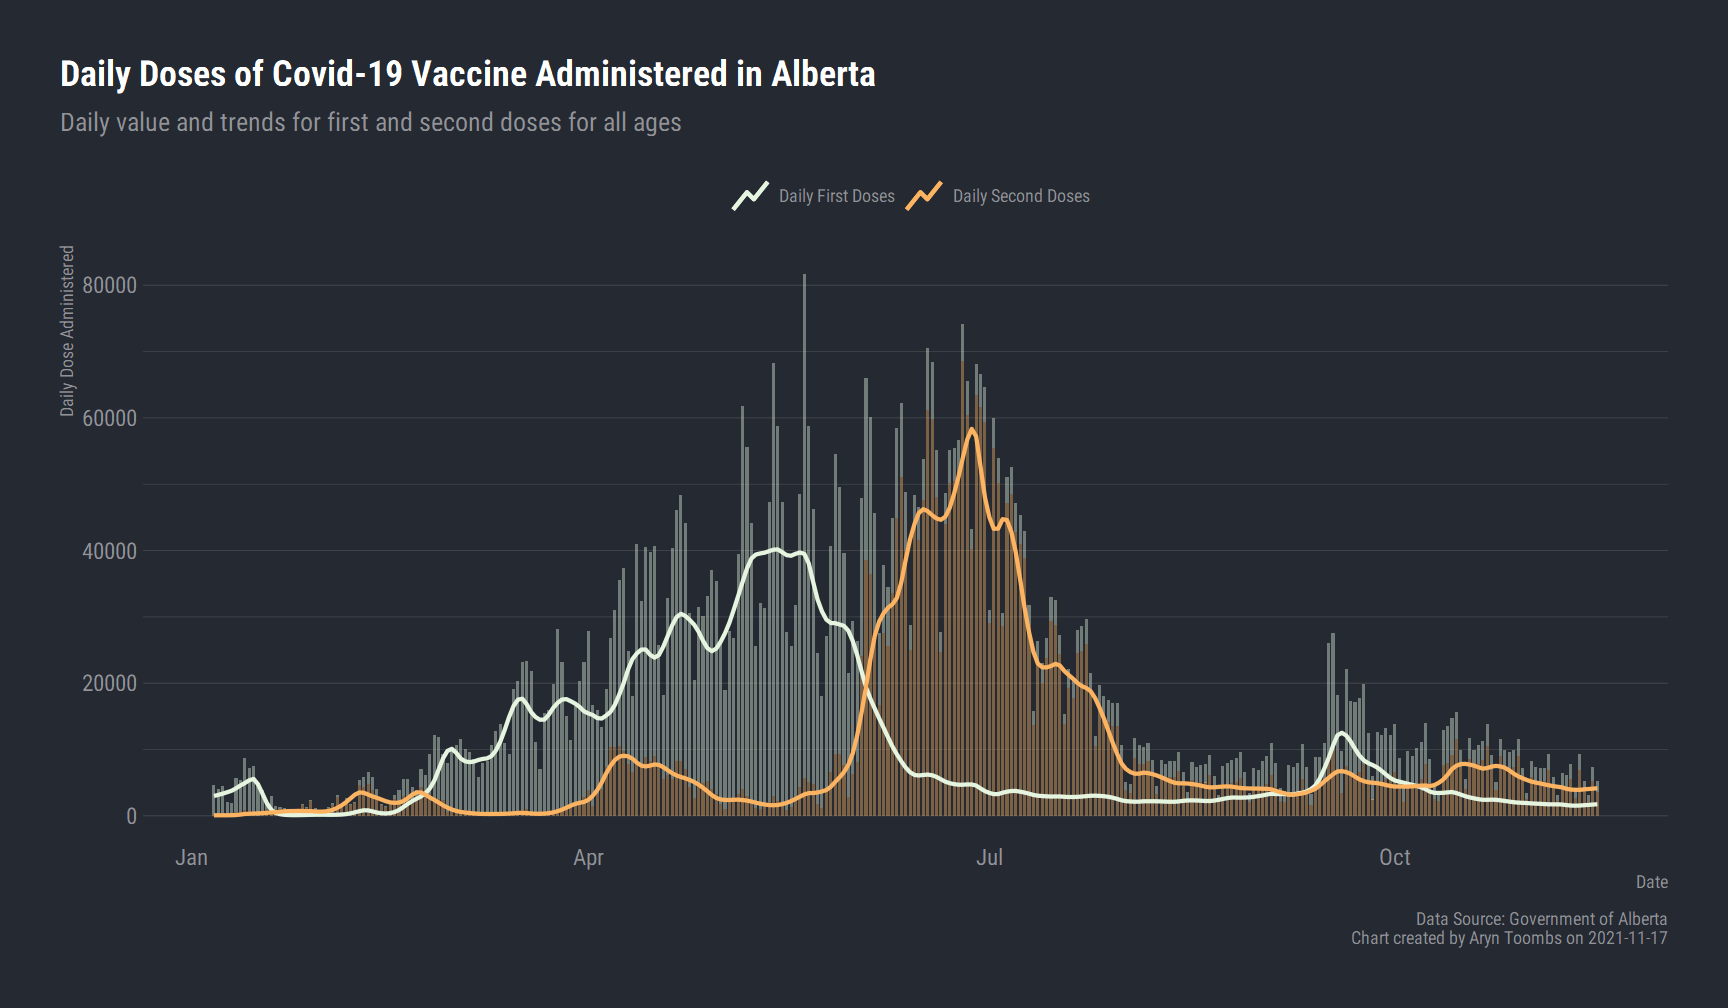 Daily Doses of Covid-19 Vaccine Administered in Alberta
Daily value and trends for first and second doses for all ages
Daily First Doses
Daily Second Doses
Daily Dose Administered
80000
60000
40000
20000
0
Jan
Apr
Jul
Oct
Date
Data Source: Government of Alberta
Chart created by Aryn Toombs on 2021-11-17